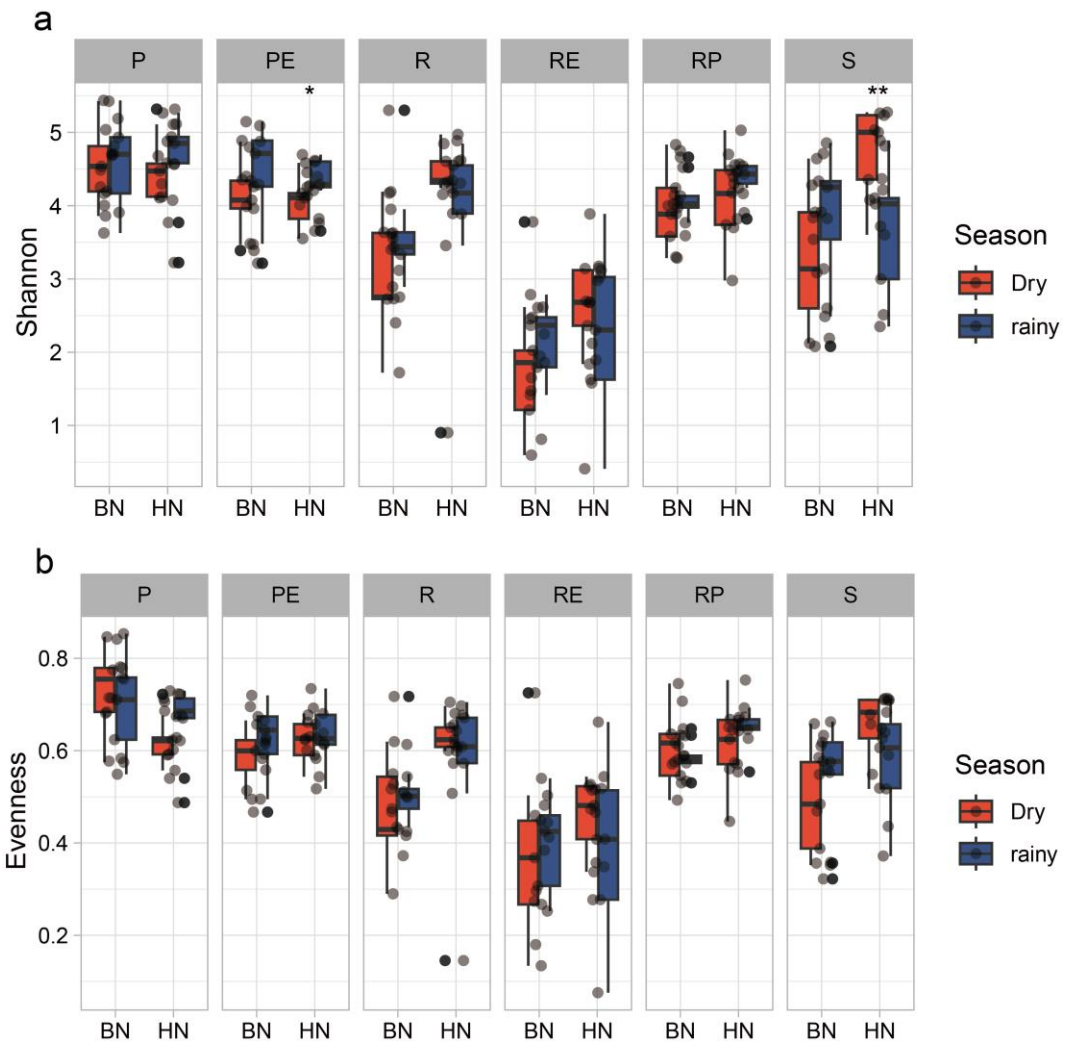 a
P PE R RE RP S
* **
5
4
3
2
1
Shannon
BN HN BN HN BN HN BN HN BN HN BN HN
Season
Dry
rainy
b
P PE R RE RP S
0.8
0.6
0.4
0.2
Evenness
BN HN BN HN BN HN BN HN BN HN BN HN
Season
Dry
rainy